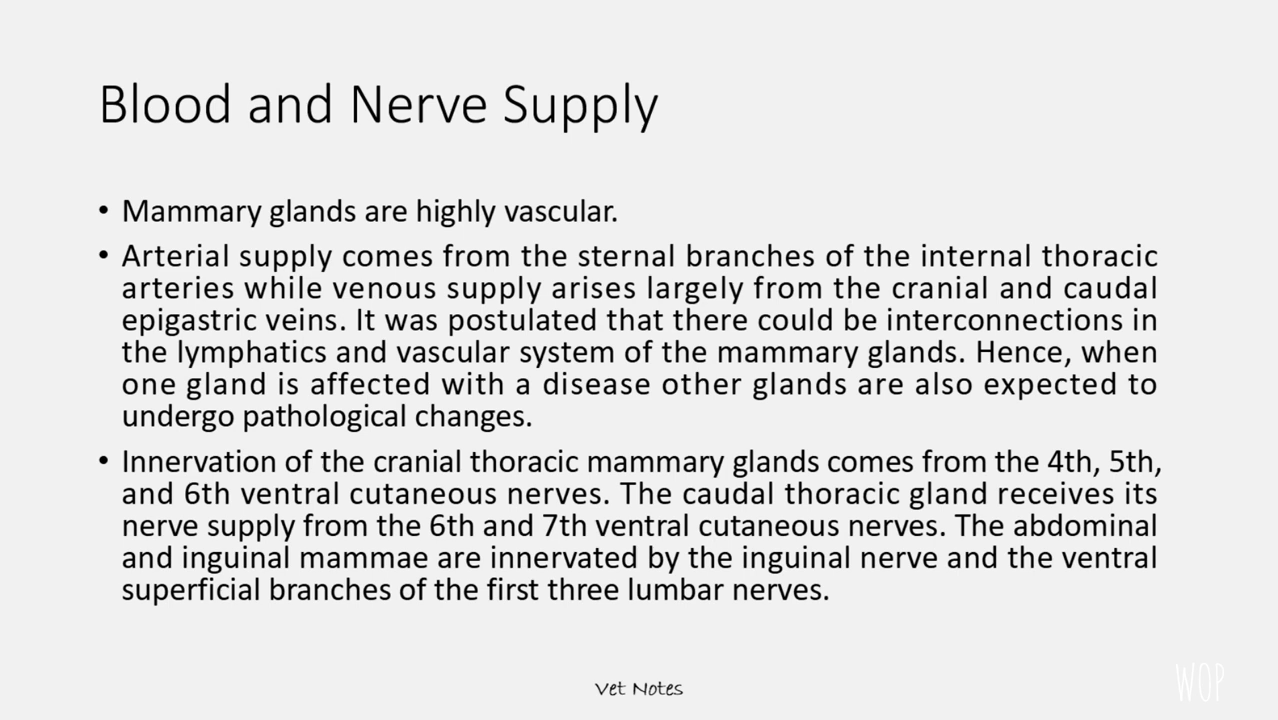 Blood and Nerve Supply
• Mammary glands are highly vascular.
• Arterial supply comes from the sternal branches of the internal thoracic
arteries while venous supply arises largely from the cranial and caudal
epigastric veins. It was postulated that there could be interconnections in
the lymphatics and vascular system of the mammary glands. Hence, when
one gland is affected with a disease other glands are also expected to
undergo pathological changes.
• Innervation of the cranial thoracic mammary glands comes from the 4th, 5th,
and 6th ventral cutaneous nerves. The caudal thoracic gland receives its
nerve supply from the 6th and 7th ventral cutaneous nerves. The abdominal
and inguinal mammae are innervated by the inguinal nerve and the ventral
superficial branches of the first three lumbar nerves.
Vet Notes
WOP